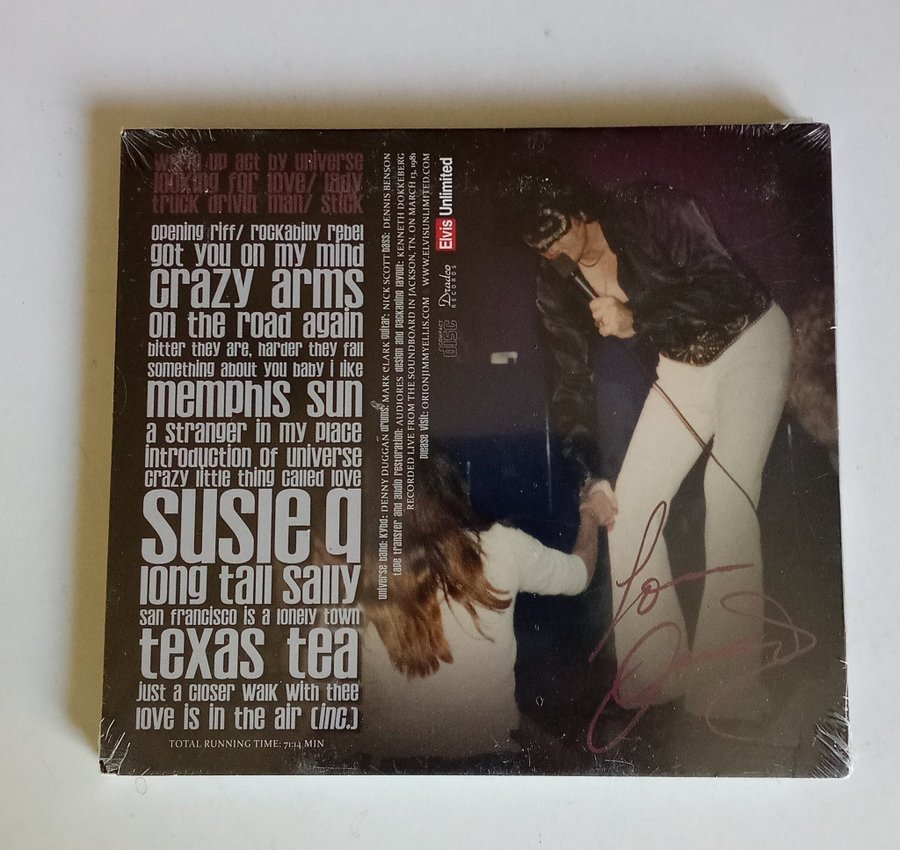 warm up act by universe
looking for love/ lady
truck drivin man/ stick
opening riff/ rockabilly rebel
got you on my mind
crazy arms
on the road again
bitter they are, harder they fall
something about you baby i like
memphis sun
a stranger in my place
introduction of universe
crazy little thing called love
susie q
long tall sally
san francisco is a lonely town
texas tea
just a closer walk with thee
love is in the air (inc.)
TOTAL RUNNING TIME: 71:14 MIN
universe band: kybd: DENNY DUGGAN drums: MARK CLARK guitar: NICK SCOTT bass: DENNIS BENSON
tape transfer and audio restoration: AUDIORES design and packaging layout: KENNETH DOKKEBERG
RECORDED LIVE FROM THE SOUNDBOARD IN JACKSON, TN. ON MARCH 13, 1981
please visit: ORIONJIMMYELLIS.COM WWW.ELVISUNLIMITED.COM
COMPACT disc
Dradco RECORDS
Elvis Unlimited